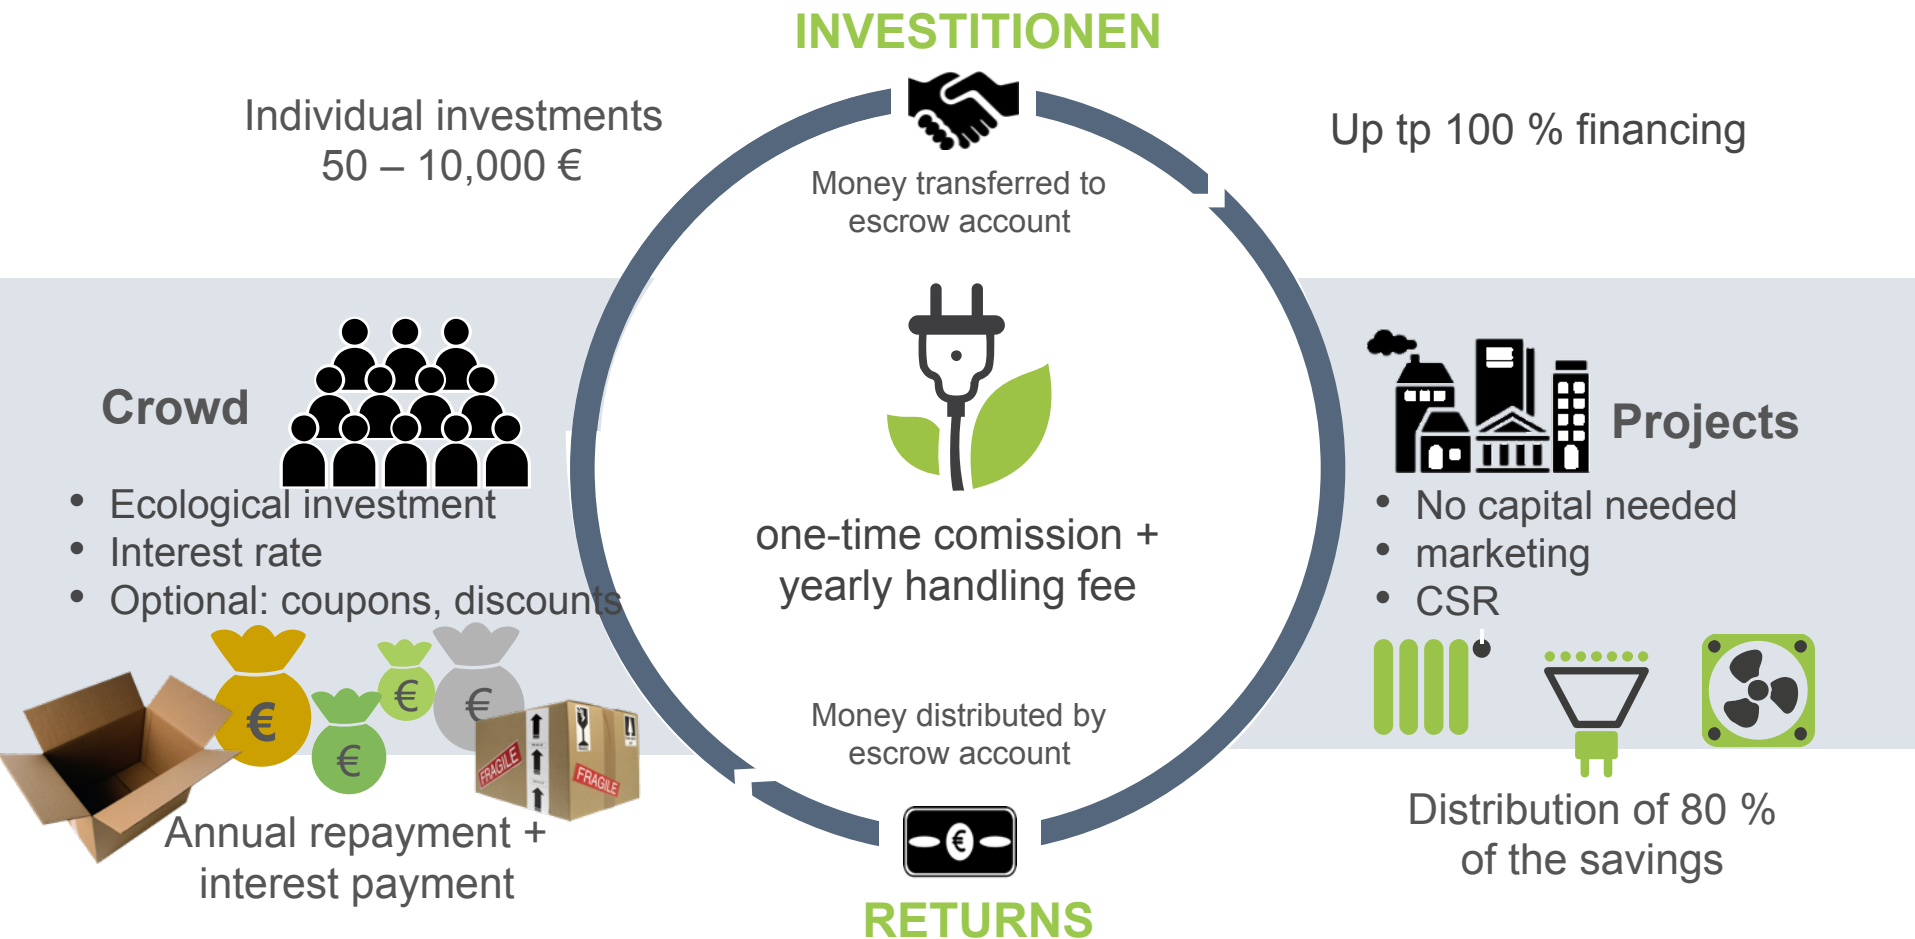 INVESTITIONEN
Individual investments
50 – 10,000 €
Up tp 100 % financing
Money transferred to
escrow account
Crowd
• Ecological investment
• Interest rate
• Optional: coupons, discounts
one-time comission +
yearly handling fee
Projects
• No capital needed
• marketing
• CSR
€
€
€
€
FRAGILE
FRAGILE
Money distributed by
escrow account
Annual repayment +
interest payment
Distribution of 80 %
of the savings
€
RETURNS